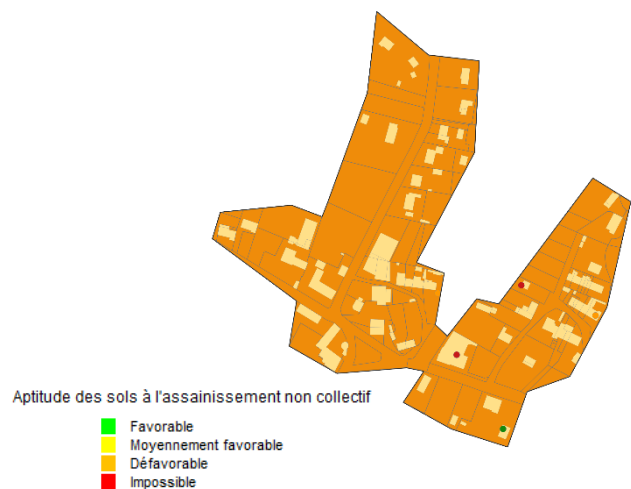 Aptitude des sols à l'assainissement non collectif
Favorable
Moyennement favorable
Défavorable
Impossible